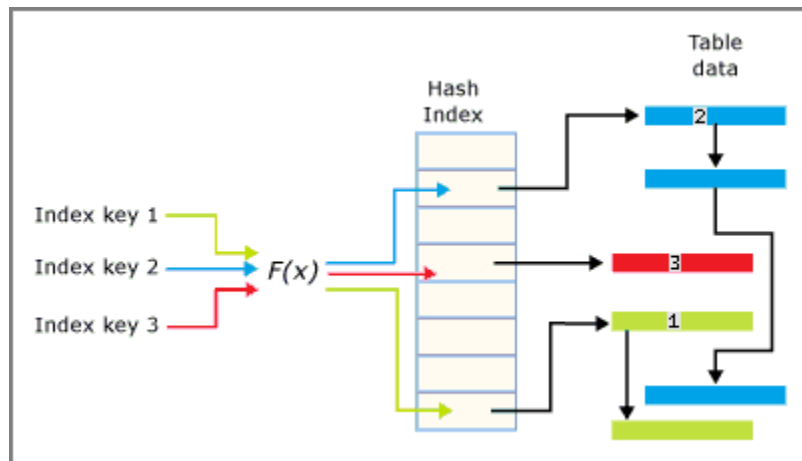 Table
data
Hash
Index
2
Index key 1
Index key 2
F(x)
3
Index key 3
1